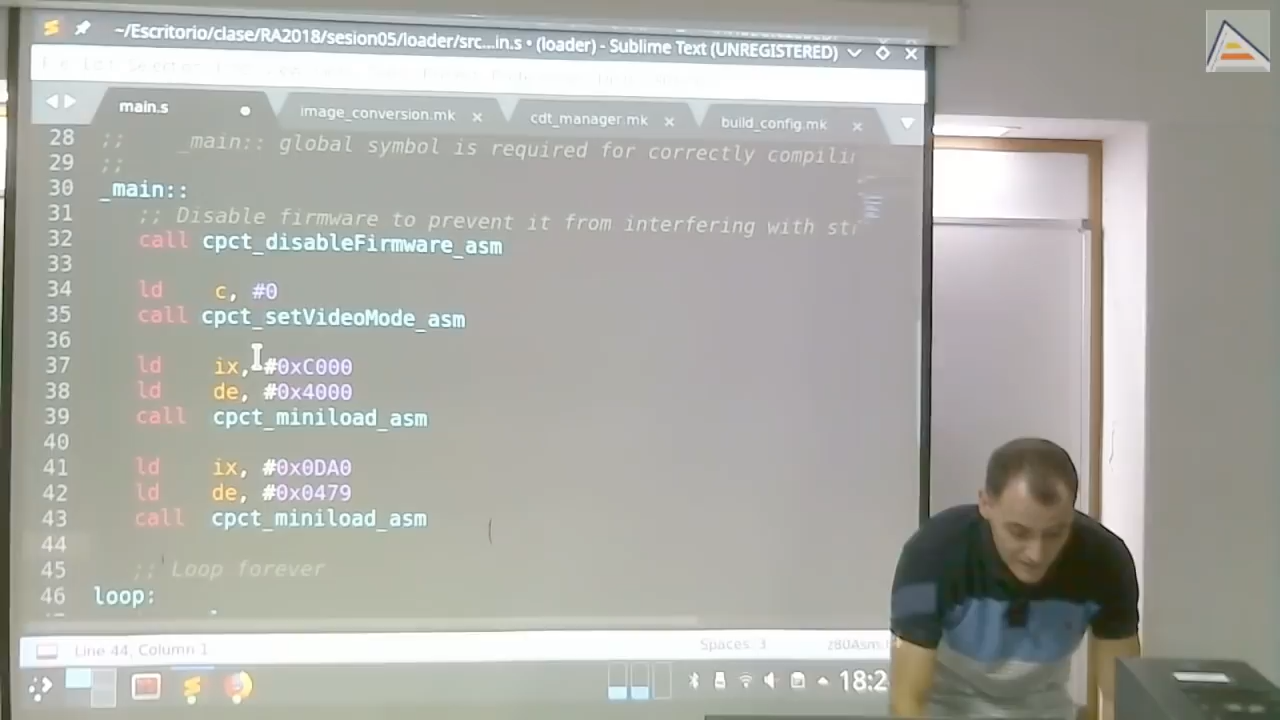 ~/Escritorio/clase/RA2018/sesion05/loader/src...in.s • (loader) - Sublime Text (UNREGISTERED)
main.s
image_conversion.mk
cdt_manager.mk
build_config.mk
28 ;; _main:: global symbol is required for correctly compilin
29 ;;
30 _main::
31 ;; Disable firmware to prevent it from interfering with str
32 call cpct_disableFirmware_asm
33
34 ld c, #0
35 call cpct_setVideoMode_asm
36
37 ld ix, #0xC000
38 ld de, #0x4000
39 call cpct_miniload_asm
40
41 ld ix, #0x0DA0
42 ld de, #0x0479
43 call cpct_miniload_asm
44
45 ;; Loop forever
46 loop:
Line 44, Column 1
Spaces: 3
z80Asm
18:2